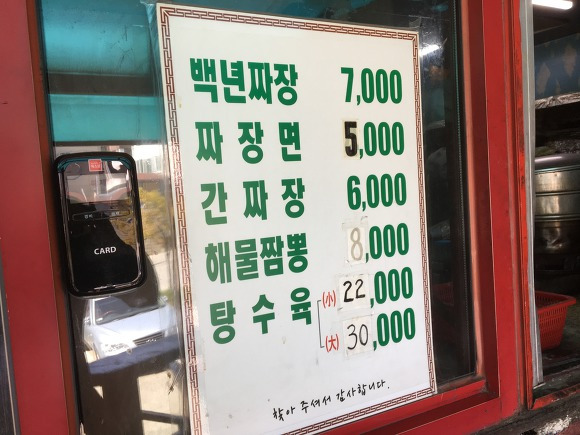 백년짜장 7,000
짜장면 5,000
간짜장 6,000
해물짬뽕 8,000
탕수육 (小) 22,000
(大) 30,000
찾아 주셔서 감사합니다.
CARD